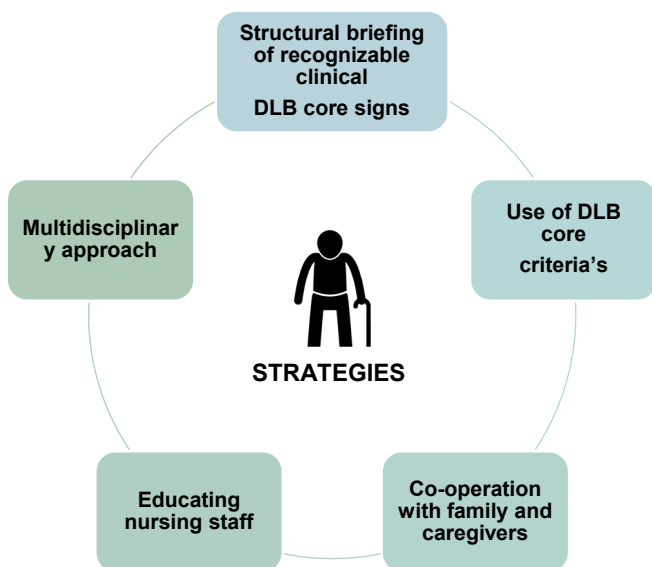 Structural briefing
of recognizable
clinical
DLB core signs
Use of DLB
core
criteria's
Co-operation
with family and
caregivers
Educating
nursing staff
Multidisciplinar
y approach
STRATEGIES